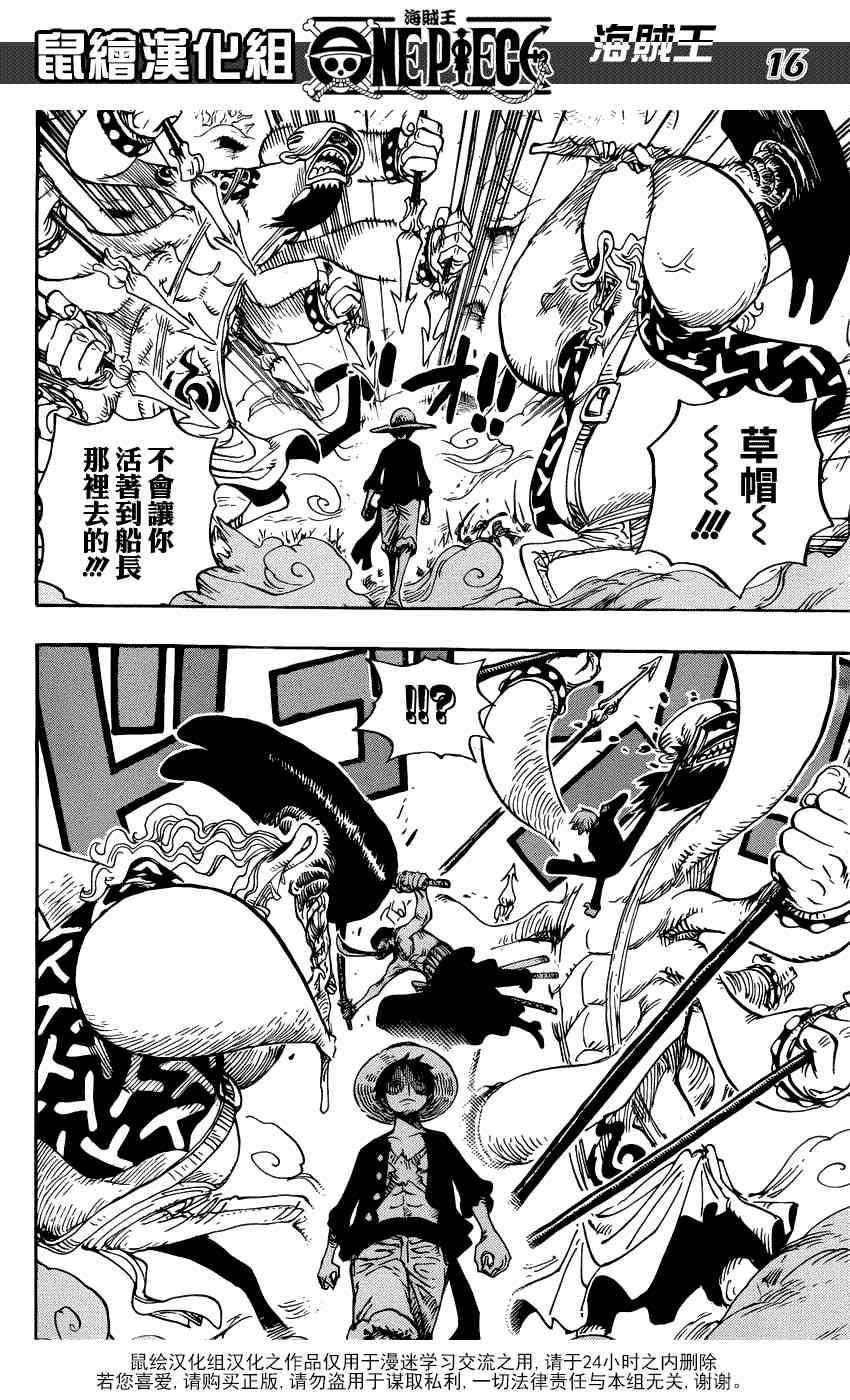 鼠繪漢化組
海賊王
ONE PIECE
海賊王
16
草帽～
～～!!!
不會讓你
活著到船長
那裡去的!!!
ゴオ!!
!!?
ドゴ
鼠绘汉化组汉化之作品仅用于漫迷学习交流之用, 请于24小时之内删除
若您喜爱, 请购买正版, 请勿盗用于谋取私利, 一切法律责任与本组无关, 谢谢。